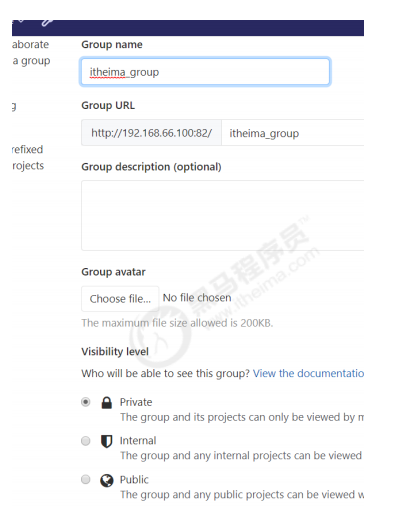 aborate
Group name
a group
itheima_group
Group URL
http://192.168.66.100:82/
itheima_group
refixed
rojects
Group description (optional)
Group avatar
Choose file...
No file chosen
The maximum file size allowed is 200KB.
Visibility level
Who will be able to see this group? View the documentatio
Private
The group and its projects can only be viewed by m
Internal
The group and any internal projects can be viewed
Public
The group and any public projects can be viewed w
黑马程序员
www.itheima.com